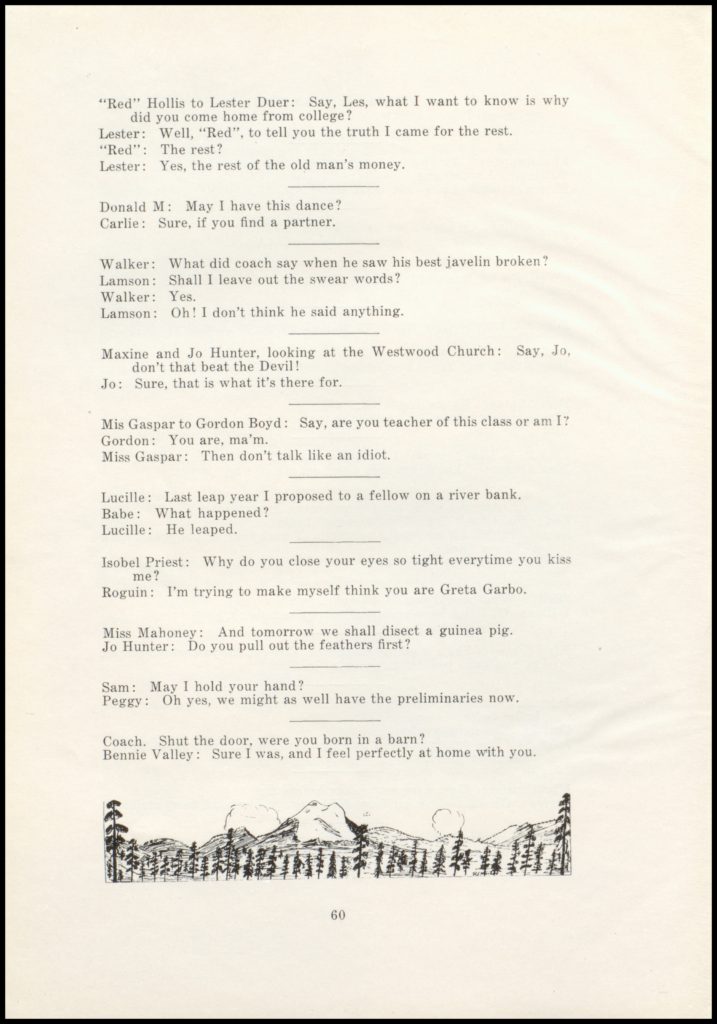 "Red" Hollis to Lester Duer: Say, Les, what I want to know is why
did you come home from college?
Lester: Well, "Red", to tell you the truth I came for the rest.
"Red": The rest?
Lester: Yes, the rest of the old man's money.
Donald M: May I have this dance?
Carlie: Sure, if you find a partner.
Walker: What did coach say when he saw his best javelin broken?
Lamson: Shall I leave out the swear words?
Walker: Yes.
Lamson: Oh! I don't think he said anything.
Maxine and Jo Hunter, looking at the Westwood Church: Say, Jo,
don't that beat the Devil!
Jo: Sure, that is what it's there for.
Mis Gaspar to Gordon Boyd: Say, are you teacher of this class or am I?
Gordon: You are, ma'm.
Miss Gaspar: Then don't talk like an idiot.
Lucille: Last leap year I proposed to a fellow on a river bank.
Babe: What happened?
Lucille: He leaped.
Isobel Priest: Why do you close your eyes so tight everytime you kiss
me?
Roguin: I'm trying to make myself think you are Greta Garbo.
Miss Mahoney: And tomorrow we shall disect a guinea pig.
Jo Hunter: Do you pull out the feathers first?
Sam: May I hold your hand?
Peggy: Oh yes, we might as well have the preliminaries now.
Coach. Shut the door, were you born in a barn?
Bennie Valley: Sure I was, and I feel perfectly at home with you.
60